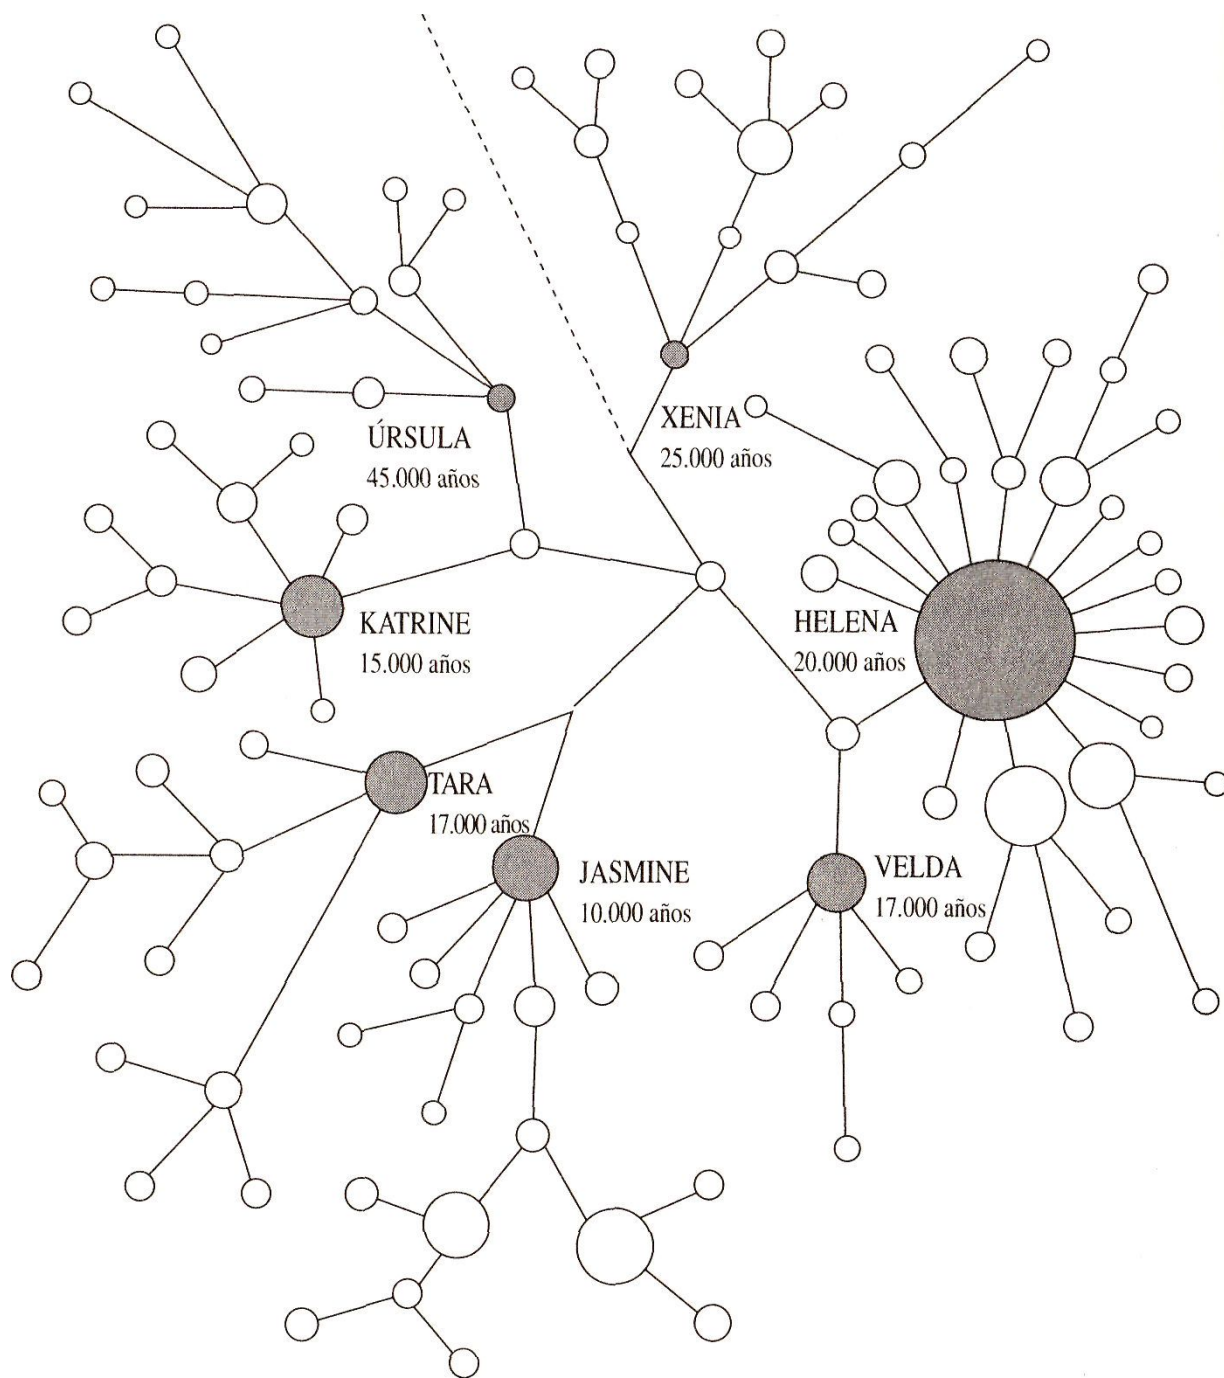 XENIA
25.000 años
ÚRSULA
45.000 años
HELENA
20.000 años
KATRINE
15.000 años
TARA
17.000 años
JASMINE
10.000 años
VELDA
17.000 años